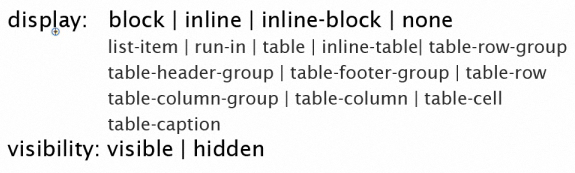 display: block | inline | inline-block | none
list-item | run-in | table | inline-table| table-row-group
table-header-group | table-footer-group | table-row
table-column-group | table-column | table-cell
table-caption
visibility: visible | hidden